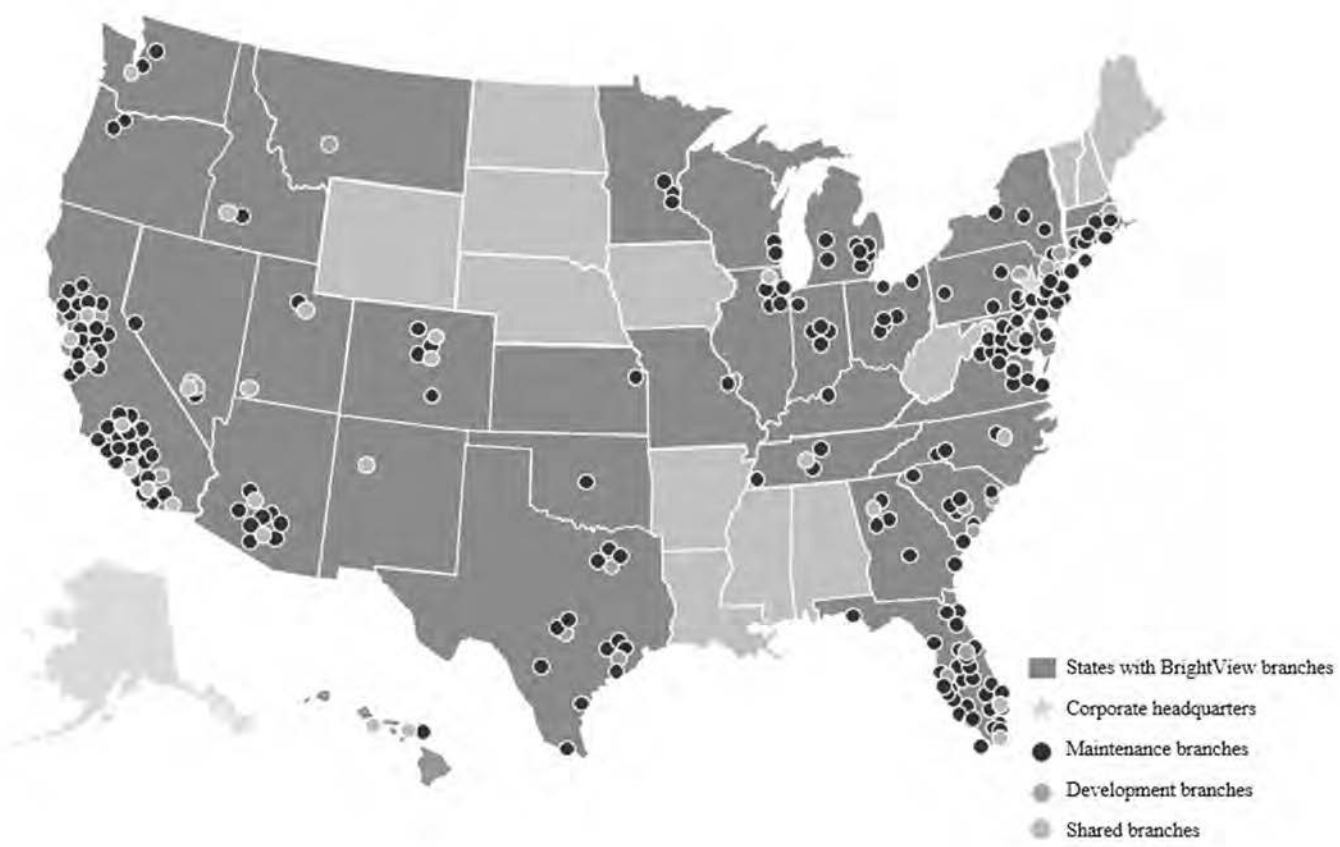 States with BrightView branches
Corporate headquarters
Maintenance branches
Development branches
Shared branches